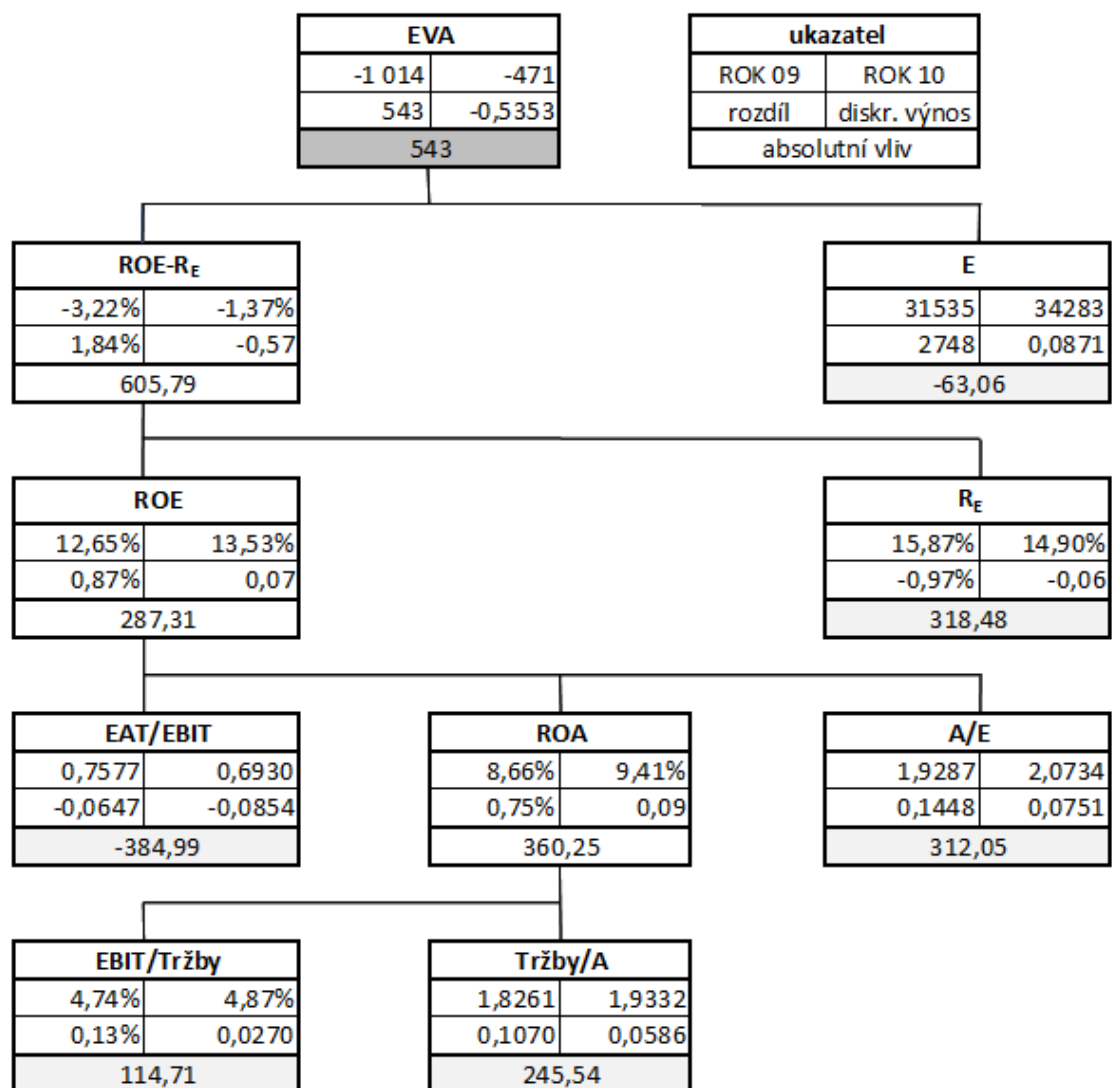 EVA
-1 014 -471
543 -0,5353
543
ukazatel
ROK 09 ROK 10
rozdíl diskr. výnos
absolutní vliv
ROE-RE
-3,22% -1,37%
1,84% -0,57
605,79
E
31535 34283
2748 0,0871
-63,06
ROE
12,65% 13,53%
0,87% 0,07
287,31
RE
15,87% 14,90%
-0,97% -0,06
318,48
EAT/EBIT
0,7577 0,6930
-0,0647 -0,0854
-384,99
ROA
8,66% 9,41%
0,75% 0,09
360,25
A/E
1,9287 2,0734
0,1448 0,0751
312,05
EBIT/Tržby
4,74% 4,87%
0,13% 0,0270
114,71
Tržby/A
1,8261 1,9332
0,1070 0,0586
245,54